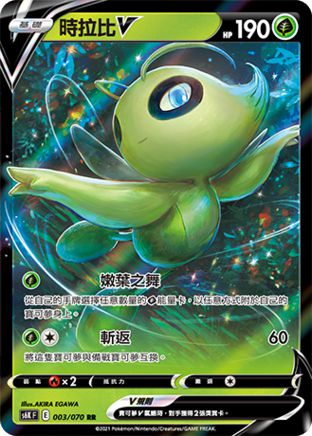 基礎 時拉比V HP 190
嫩葉之舞
從自己的手牌選擇任意數量的能量卡,以任意方式附於自己的
寶可夢身上。
斬返 60
將這隻寶可夢與備戰寶可夢互換。
弱點 ×2 抵抗力 撤退
Illus. AKIRA EGAWA
V規則
s6K F E 003/070 RR
寶可夢V【昏厥】時,對手獲得2張獎賞卡。
©2021 Pokémon/Nintendo/Creatures/GAME FREAK.